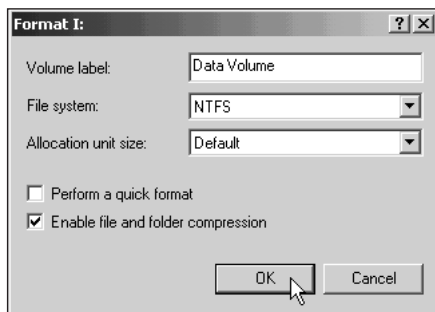 Format I:
Volume label: Data Volume
File system: NTFS
Allocation unit size: Default
Perform a quick format
Enable file and folder compression
OK Cancel